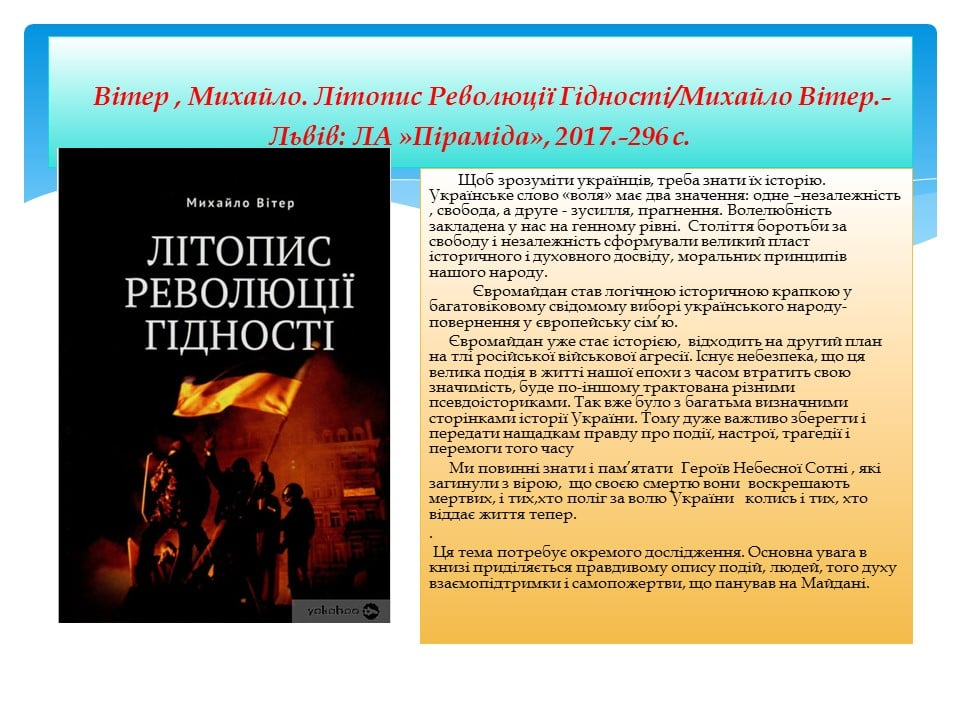 Вітер , Михайло. Літопис Революції Гідності/Михайло Вітер.-
Львів: ЛА »Піраміда», 2017.-296 с.
Михайло Вітер
ЛІТОПИС
РЕВОЛЮЦІЇ
ГІДНОСТІ
yakaboo
Щоб зрозуміти українців, треба знати їх історію.
Українське слово «воля» має два значення: одне –незалежність
, свобода, а друге - зусилля, прагнення. Волелюбність
закладена у нас на генному рівні. Століття боротьби за
свободу і незалежність сформували великий пласт
історичного і духовного досвіду, моральних принципів
нашого народу.
Євромайдан став логічною історичною крапкою у
багатовіковому свідомому виборі українського народу-
повернення у європейську сім'ю.
Євромайдан уже стає історією, відходить на другий план
на тлі російської військової агресії. Існує небезпека, що ця
велика подія в житті нашої епохи з часом втратить свою
значимість, буде по-іншому трактована різними
псевдоісториками. Так вже було з багатьма визначними
сторінками історії України. Тому дуже важливо зберегти і
передати нащадкам правду про події, настрої, трагедії і
перемоги того часу
Ми повинні знати і пам'ятати Героїв Небесної Сотні , які
загинули з вірою, що своєю смертю вони воскрешають
мертвих, і тих,хто поліг за волю України колись і тих, хто
віддає життя тепер.
.
Ця тема потребує окремого дослідження. Основна увага в
книзі приділяється правдивому опису подій, людей, того духу
взаємопідтримки і самопожертви, що панував на Майдані.